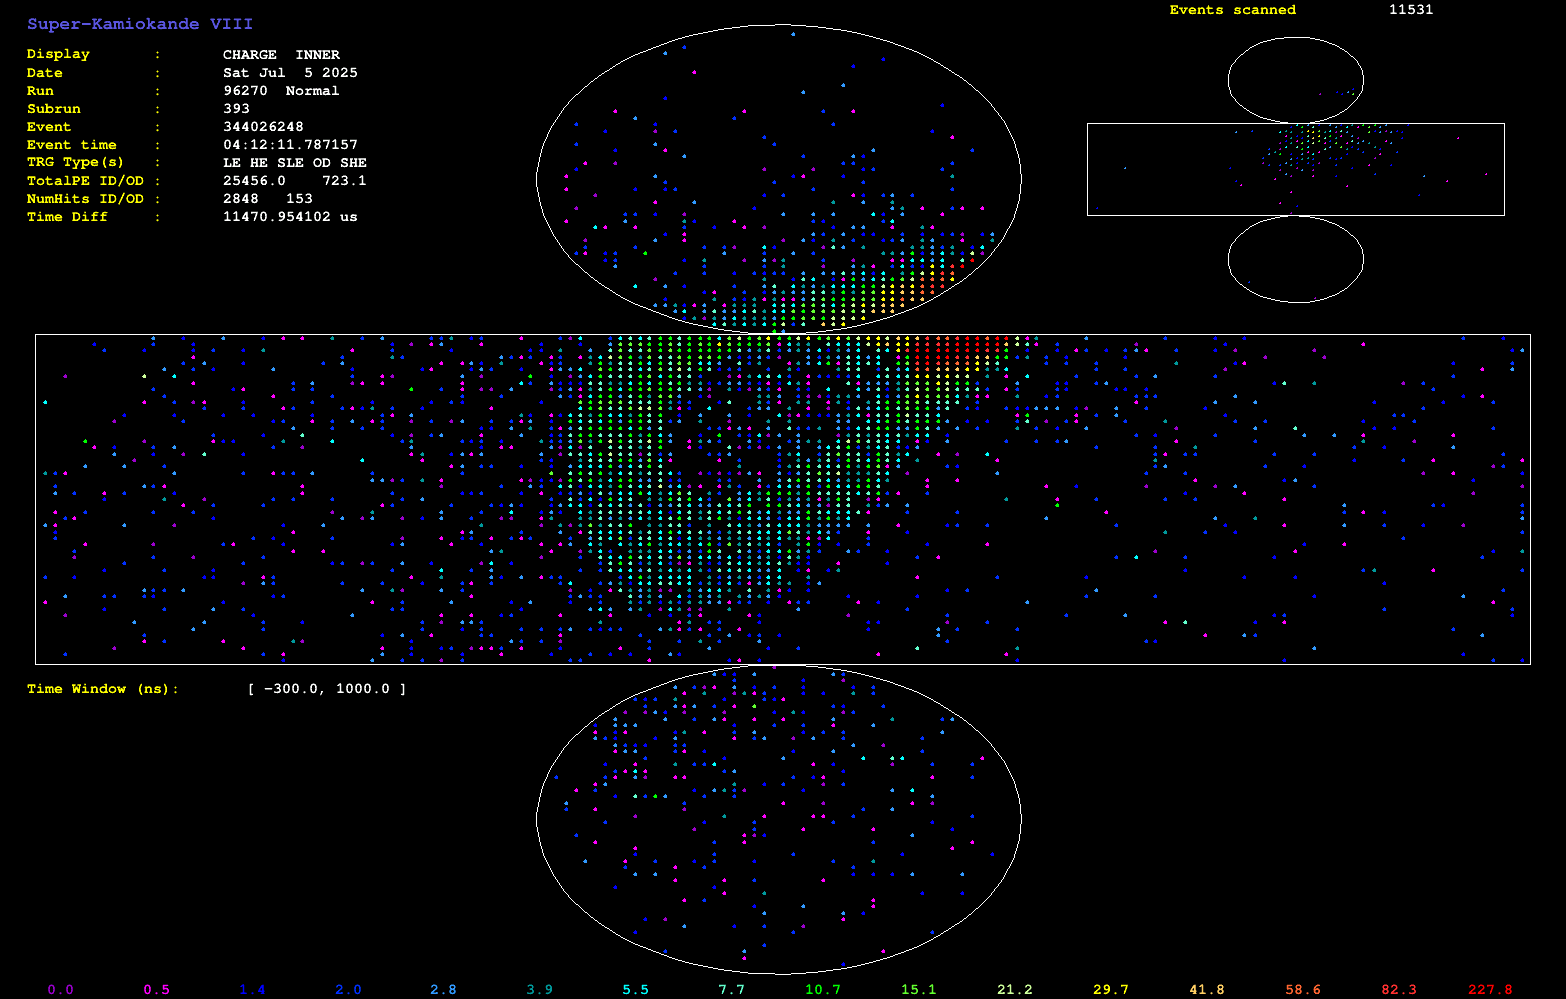 Super-Kamiokande VIII
Events scanned 11531
Display : CHARGE INNER
Date : Sat Jul 5 2025
Run : 96270 Normal
Subrun : 393
Event : 344026248
Event time : 04:12:11.787157
TRG Type(s) : LE HE SLE OD SHE
TotalPE ID/OD : 25456.0 723.1
NumHits ID/OD : 2848 153
Time Diff : 11470.954102 us
Time Window (ns): [ -300.0, 1000.0 ]
0.0 0.5 1.4 2.0 2.8 3.9 5.5 7.7 10.7 15.1 21.2 29.7 41.8 58.6 82.3 227.8